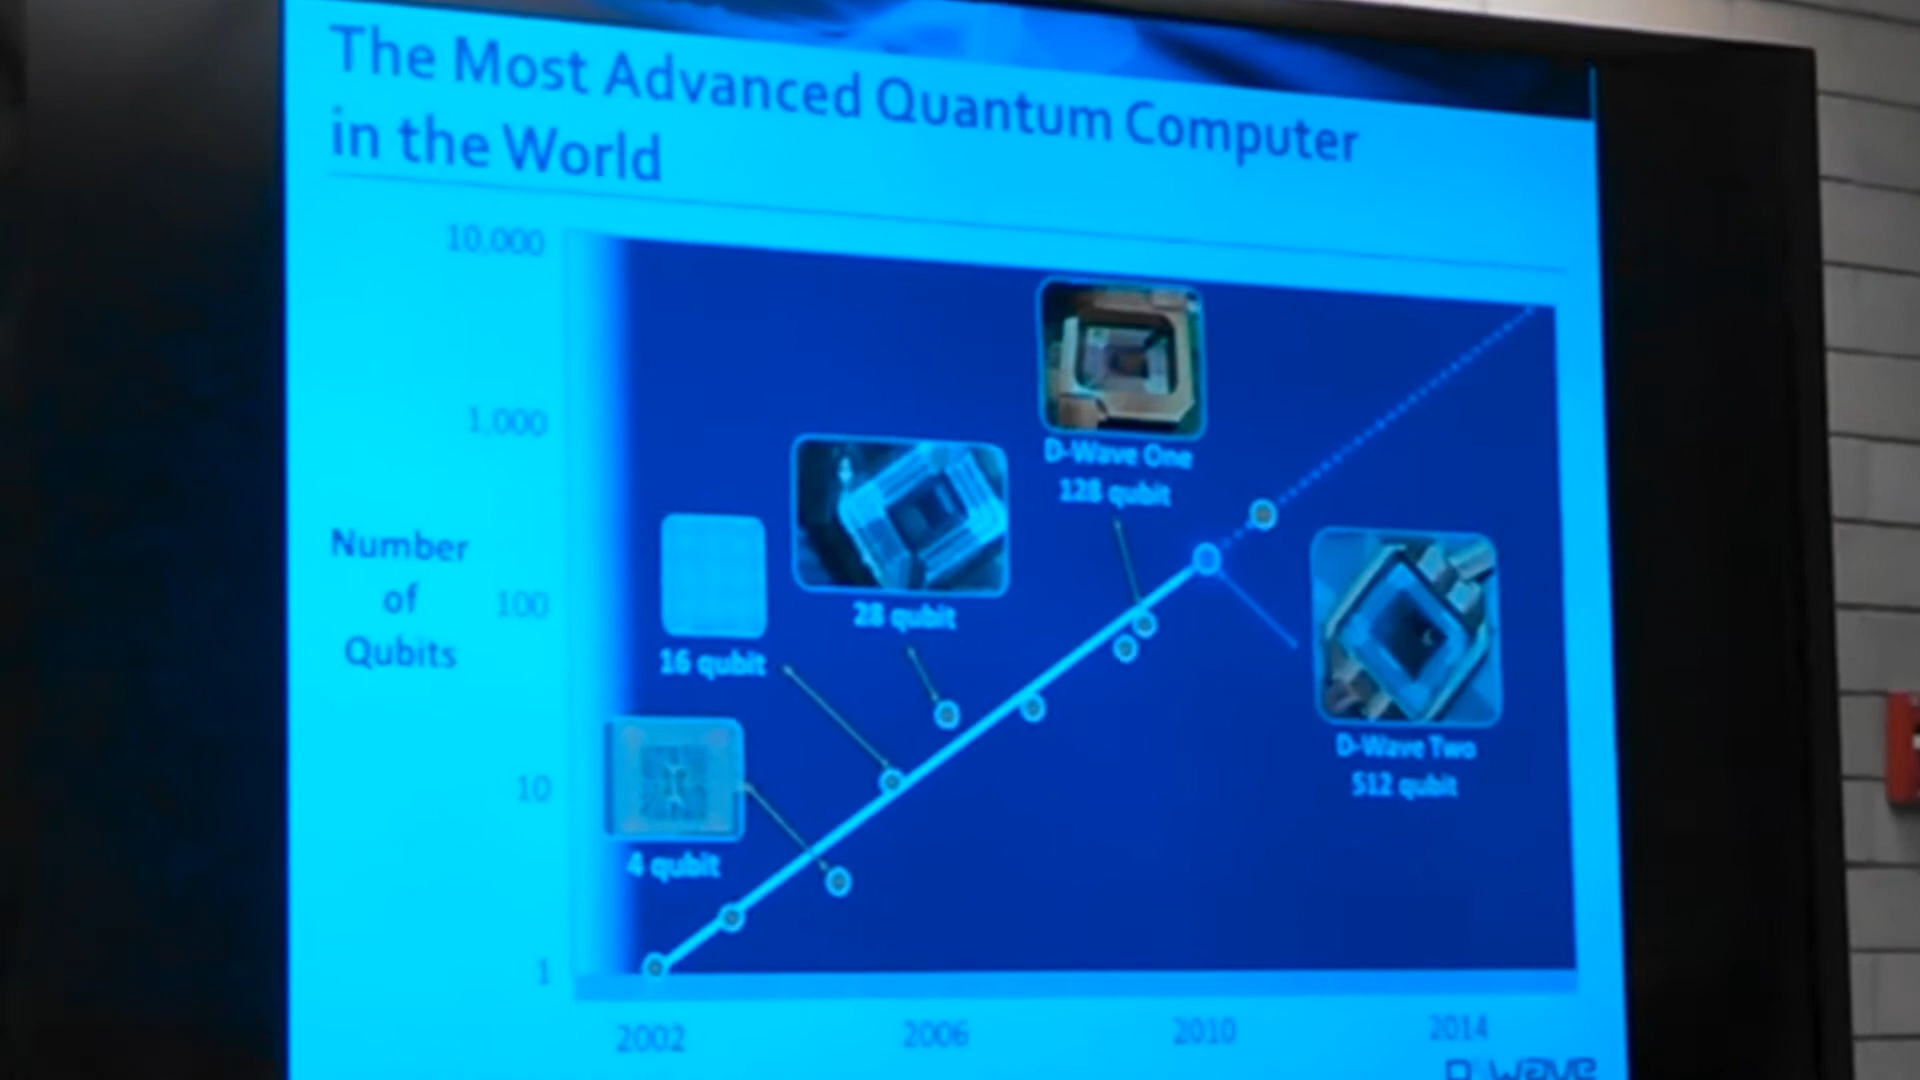 The Most Advanced Quantum Computer
in the World
10,000
1,000
Number
of
Qubits
100
10
1
D-Wave One
128 qubit
28 qubit
16 qubit
4 qubit
D-Wave Two
512 qubit
2002
2006
2010
2014
D:wave